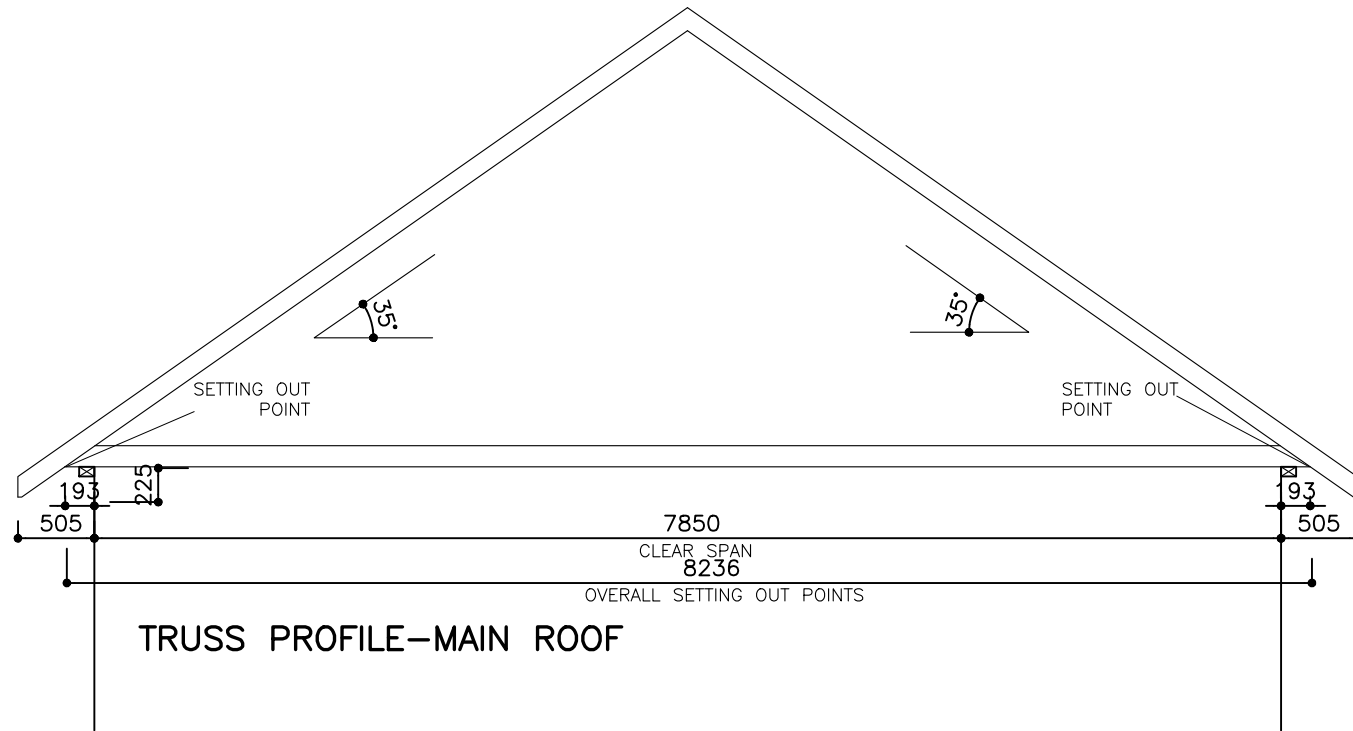 35°
35°
SETTING OUT
POINT
SETTING OUT
POINT
225
193
193
505
7850
505
CLEAR SPAN
8236
OVERALL SETTING OUT POINTS
TRUSS PROFILE-MAIN ROOF